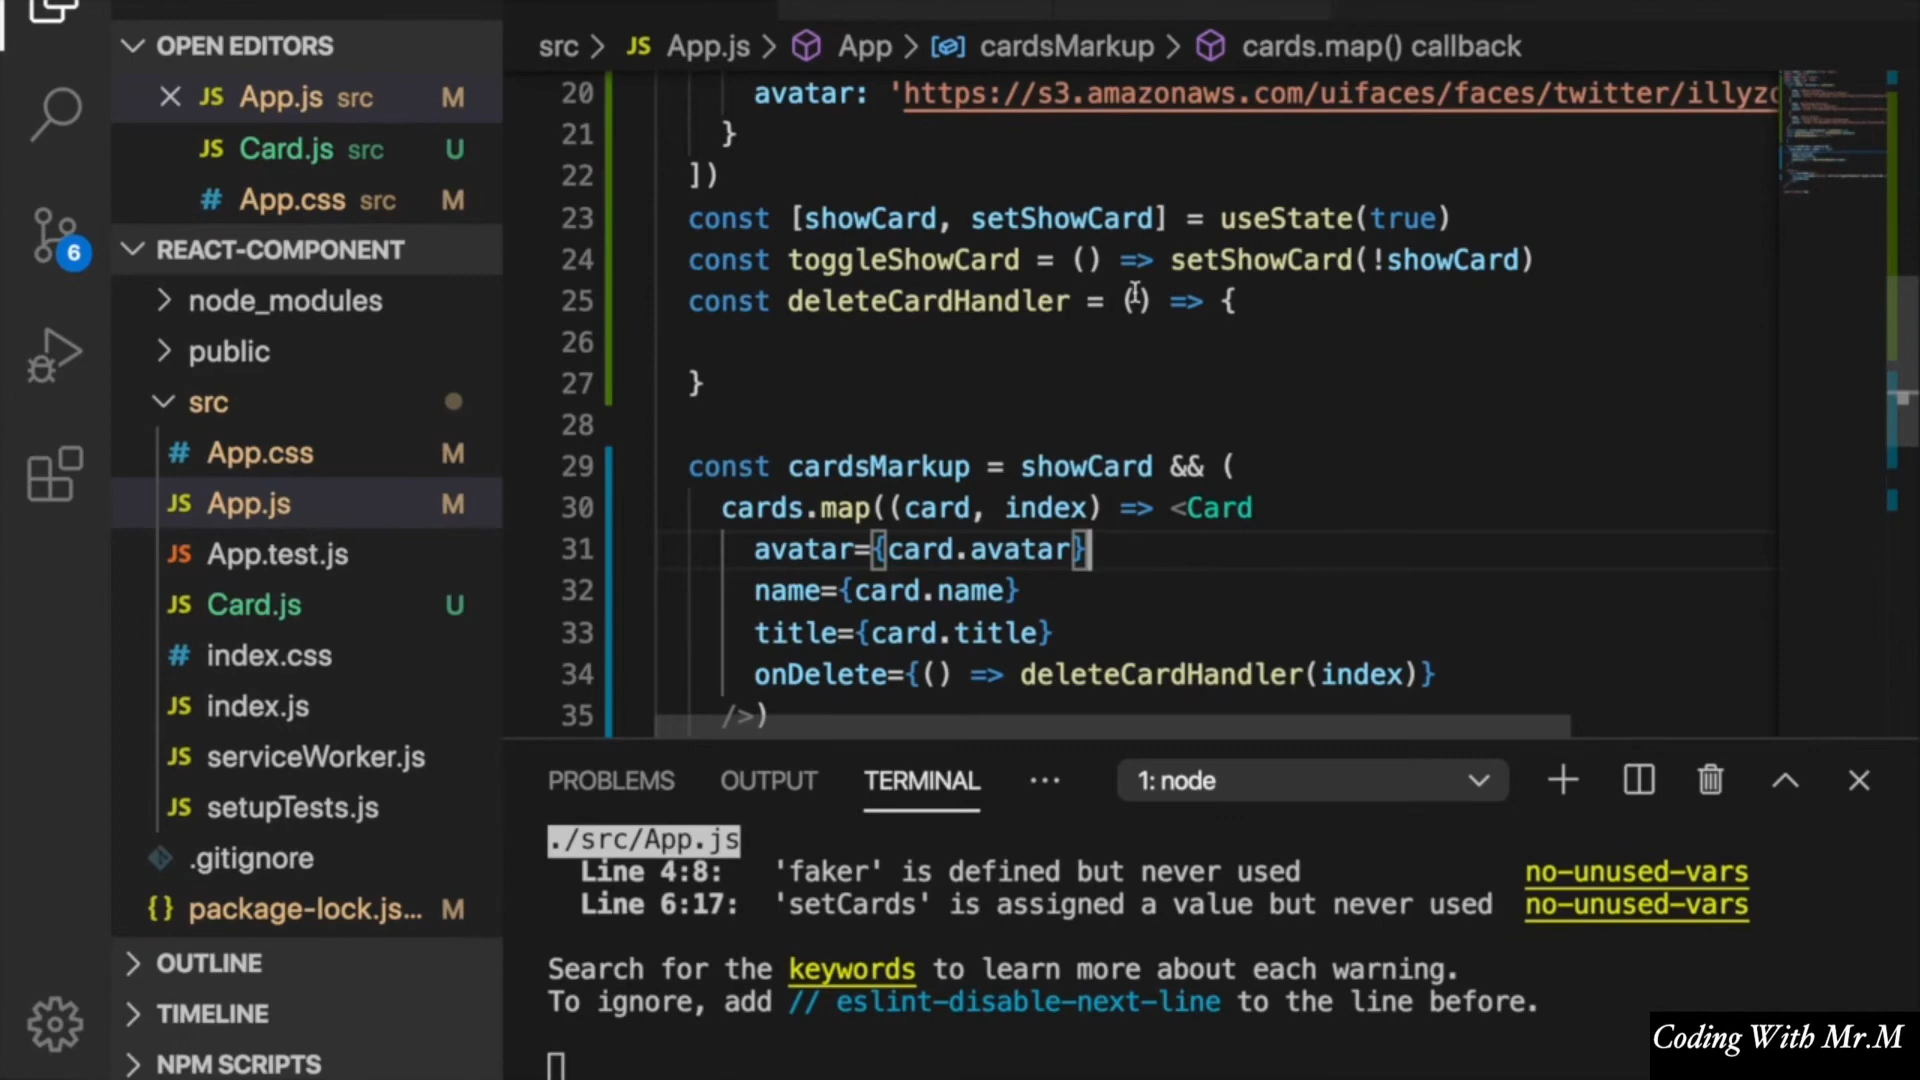 OPEN EDITORS
JS App.js src M
JS Card.js src U
# App.css src M
6
REACT-COMPONENT
node_modules
public
src
# App.css M
JS App.js M
JS App.test.js
JS Card.js U
# index.css
JS index.js
JS serviceWorker.js
JS setupTests.js
.gitignore
{} package-lock.js... M
OUTLINE
TIMELINE
NPM SCRIPTS
src > JS App.js > App > cardsMarkup > cards.map() callback
20 avatar: 'https://s3.amazonaws.com/uifaces/faces/twitter/illyzo
21 }
22 ])
23 const [showCard, setShowCard] = useState(true)
24 const toggleShowCard = () => setShowCard(!showCard)
25 const deleteCardHandler = () => {
26
27 }
28
29 const cardsMarkup = showCard && (
30 cards.map((card, index) => <Card
31 avatar={card.avatar}
32 name={card.name}
33 title={card.title}
34 onDelete={() => deleteCardHandler(index)}
35 />)
PROBLEMS OUTPUT TERMINAL ... 1: node
./src/App.js
Line 4:8: 'faker' is defined but never used no-unused-vars
Line 6:17: 'setCards' is assigned a value but never used no-unused-vars
Search for the keywords to learn more about each warning.
To ignore, add // eslint-disable-next-line to the line before.
Coding With Mr.M